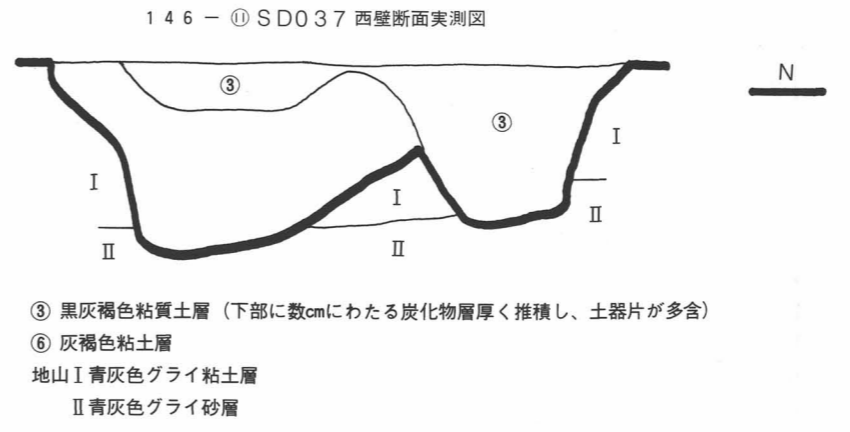 146－⑪SD037西壁断面実測図
N
③
③
Ⅰ
Ⅰ
Ⅰ
Ⅱ
Ⅱ
Ⅱ
③ 黒灰褐色粘質土層（下部に数cmにわたる炭化物層厚く推積し、土器片が多含）
⑥ 灰褐色粘土層
地山Ⅰ青灰色グライ粘土層
Ⅱ青灰色グライ砂層